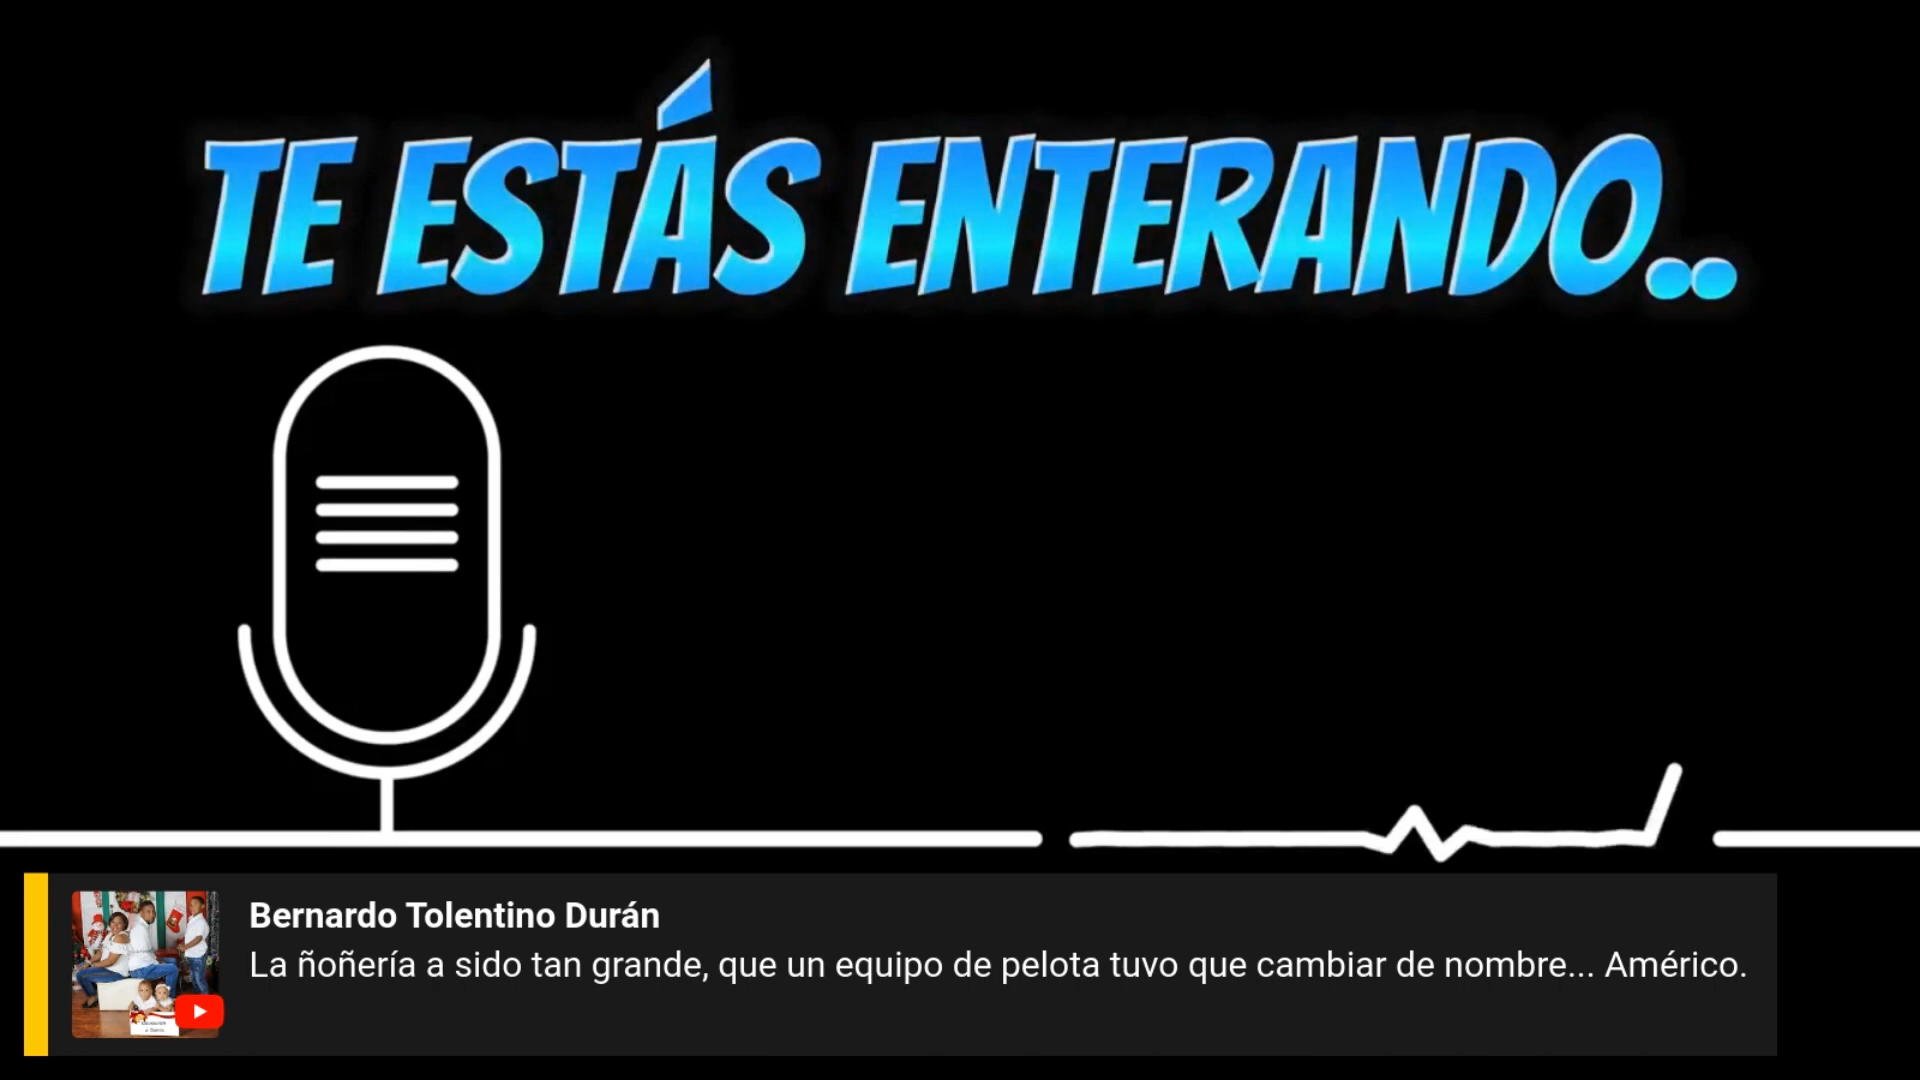 TE ESTÁS ENTERANDO..
Bernardo Tolentino Durán
La ñoñería a sido tan grande, que un equipo de pelota tuvo que cambiar de nombre... Américo.